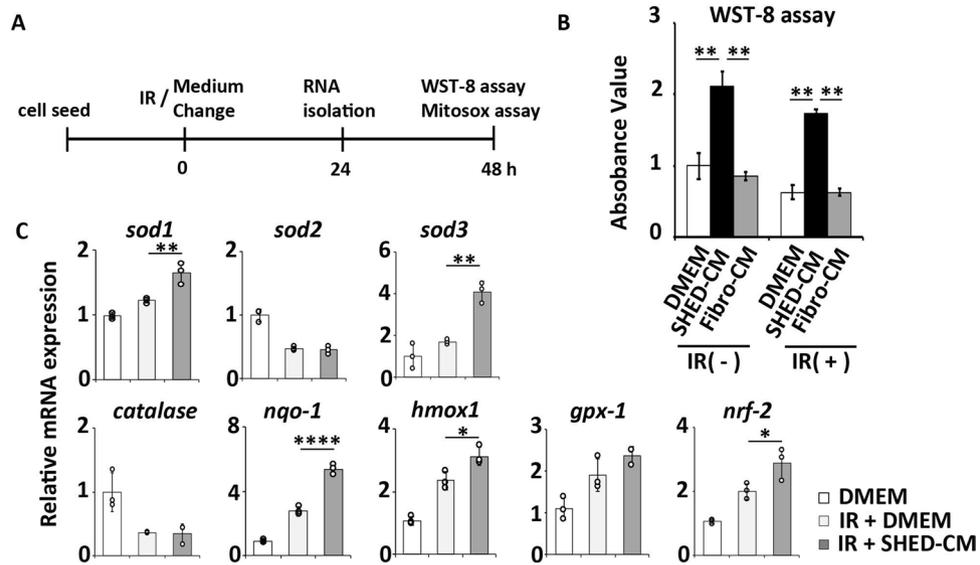 A
cell seed
IR / Medium
Change
RNA
isolation
WST-8 assay
Mitosox assay
0
24
48 h
B
WST-8 assay
Absobance Value
3
2
1
0
** **
** **
DMEM
SHED-CM
Fibro-CM
DMEM
SHED-CM
Fibro-CM
IR( - )
IR( + )
C
Relative mRNA expression
sod1
2
1
0
**
sod2
2
1
0
sod3
6
4
2
0
**
catalase
2
1
0
nqo-1
8
4
0
****
hmox1
4
2
0
*
gpx-1
3
2
1
0
nrf-2
4
2
0
*
DMEM
IR + DMEM
IR + SHED-CM